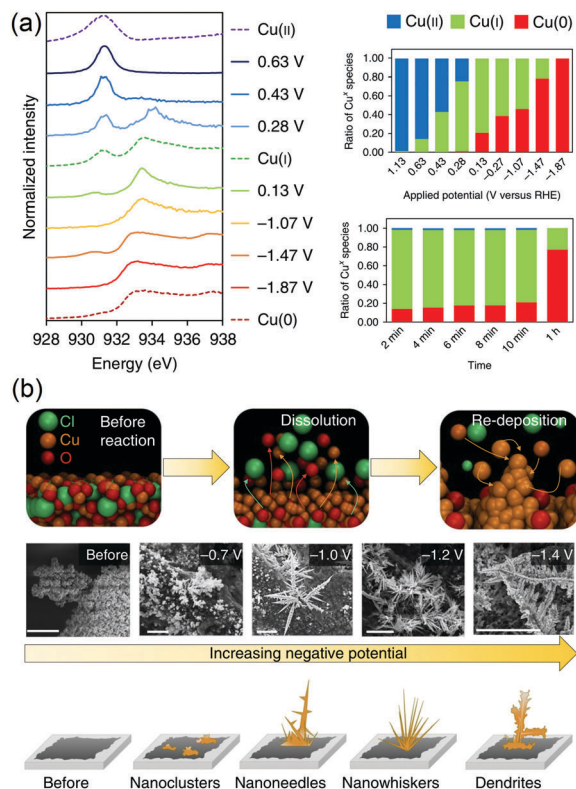 (a)
Normalized intensity
Cu(II)
0.63 V
0.43 V
0.28 V
Cu(I)
0.13 V
−1.07 V
−1.47 V
−1.87 V
Cu(0)
928 930 932 934 936 938
Energy (eV)
Cu(II) Cu(I) Cu(0)
Ratio of Cuˣ species
1.00
0.80
0.60
0.40
0.20
0.00
1.13 0.63 0.43 0.28 0.13 −0.27 −1.07 −1.47 −1.87
Applied potential (V versus RHE)
Ratio of Cuˣ species
1.00
0.80
0.60
0.40
0.20
0.00
2 min 4 min 6 min 8 min 10 min 1 h
Time
(b)
Cl
Cu
O
Before
reaction
Dissolution
Re-deposition
Before
−0.7 V
−1.0 V
−1.2 V
−1.4 V
Increasing negative potential
Before Nanoclusters Nanoneedles Nanowhiskers Dendrites